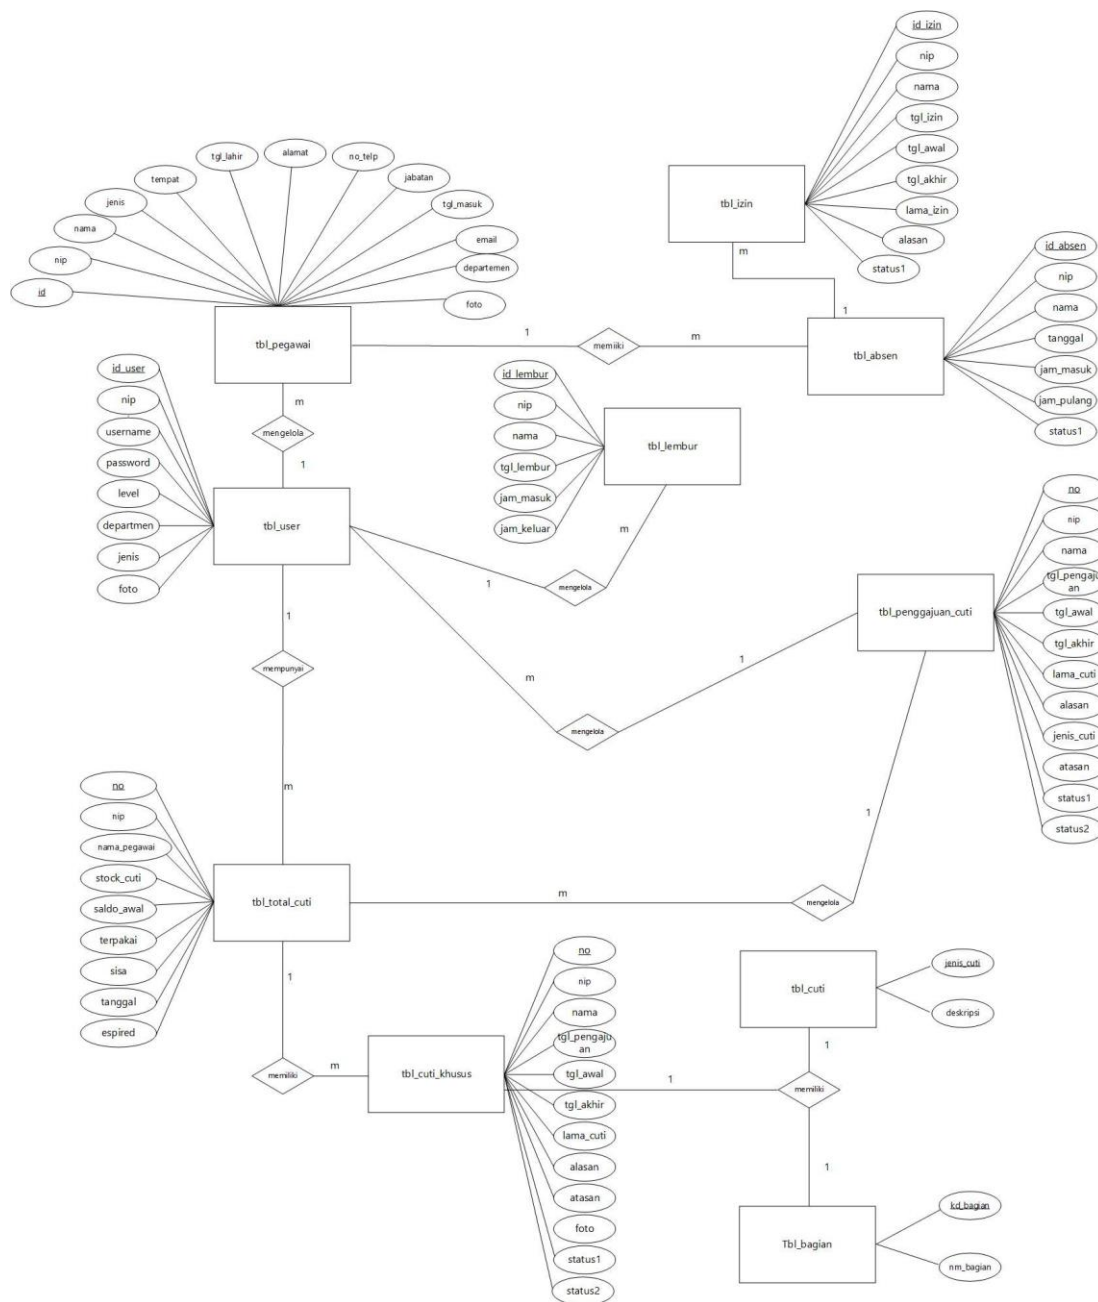 id_izin
nip
nama
tgl_izin
tgl_awal
tgl_akhir
lama_izin
alasan
status1
tbl_izin
m
1
tgl_lahir
alamat
no_telp
tempat
jabatan
jenis
tgl_masuk
nama
email
nip
departemen
id
foto
tbl_pegawai
1
memiiki
m
tbl_absen
id_absen
nip
nama
tanggal
jam_masuk
jam_pulang
status1
m
mengelola
1
id_user
nip
username
password
level
departmen
jenis
foto
tbl_user
id_lembur
nip
nama
tgl_lembur
jam_masuk
jam_keluar
tbl_lembur
m
1
mengelola
no
nip
nama
tgl_pengaju
an
tgl_awal
tgl_akhir
lama_cuti
alasan
jenis_cuti
atasan
status1
status2
tbl_penggajuan_cuti
1
m
mengelola
1
mempunyai
m
no
nip
nama_pegawai
stock_cuti
saldo_awal
terpakai
sisa
tanggal
espired
tbl_total_cuti
m
mengelola
1
1
memiliki
m
tbl_cuti_khusus
no
nip
nama
tgl_pengaju
an
tgl_awal
tgl_akhir
lama_cuti
alasan
atasan
foto
status1
status2
1
tbl_cuti
jenis_cuti
deskripsi
1
memiliki
1
Tbl_bagian
kd_bagian
nm_bagian